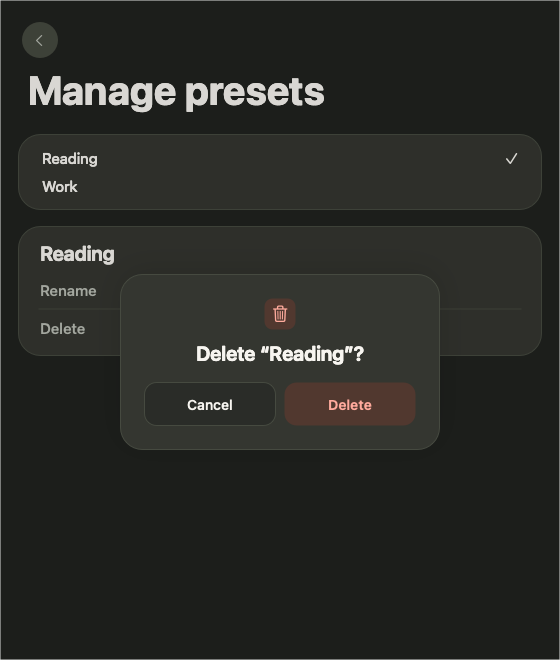 Manage presets
Reading
Work
Reading
Rename
Delete
Delete “Reading”?
Cancel
Delete